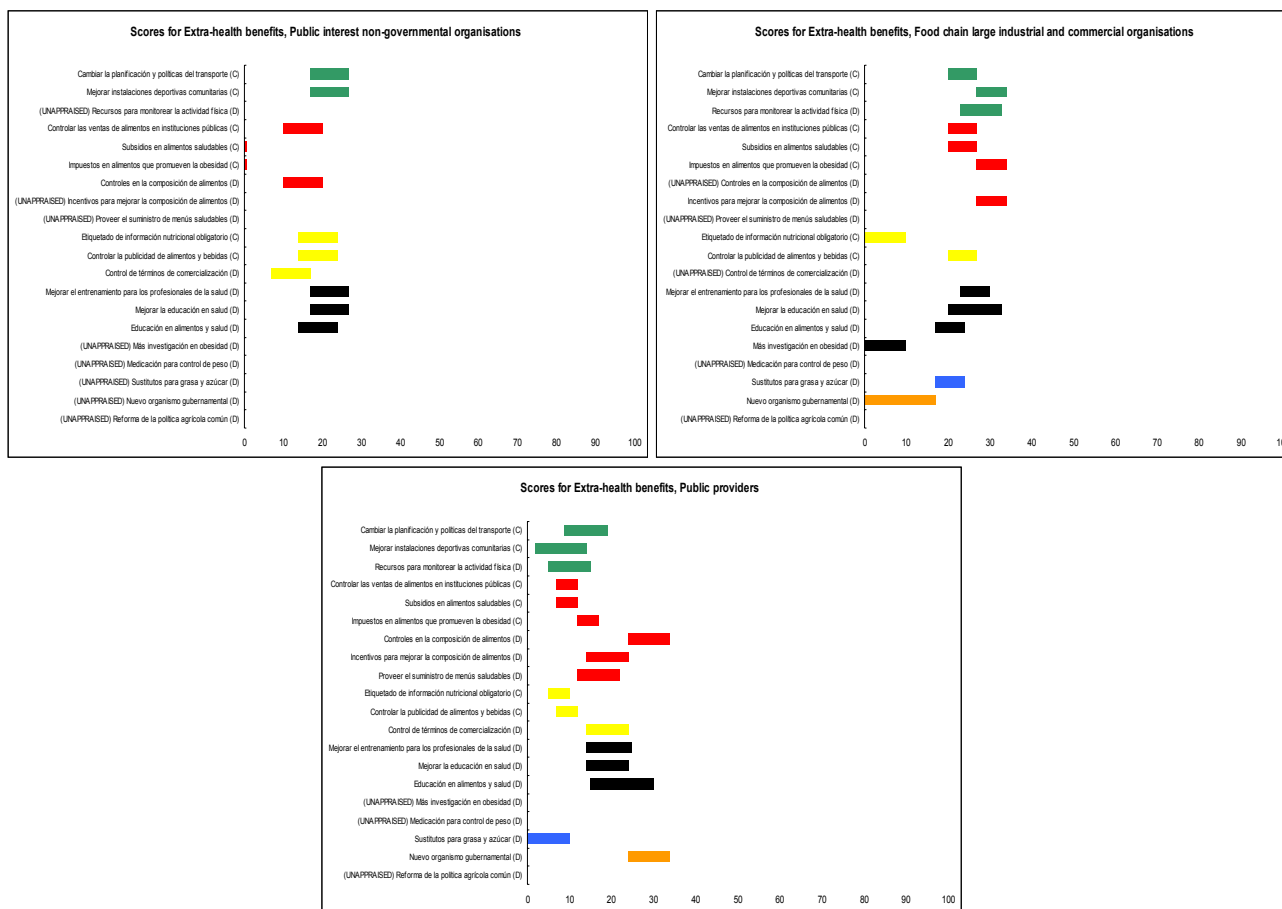 Scores for Extra-health benefits, Public interest non-governmental organisations
Cambiar la planificación y políticas del transporte (C)
Mejorar instalaciones deportivas comunitarias (C)
(UNAPPRAISED) Recursos para monitorear la actividad física (D)
Controlar las ventas de alimentos en instituciones públicas (C)
Subsidios en alimentos saludables (C)
Impuestos en alimentos que promueven la obesidad (C)
Controles en la composición de alimentos (D)
(UNAPPRAISED) Incentivos para mejorar la composición de alimentos (D)
(UNAPPRAISED) Proveer el suministro de menús saludables (D)
Etiquetado de información nutricional obligatorio (C)
Controlar la publicidad de alimentos y bebidas (C)
Control de términos de comercialización (D)
Mejorar el entrenamiento para los profesionales de la salud (D)
Mejorar la educación en salud (D)
Educación en alimentos y salud (D)
(UNAPPRAISED) Más investigación en obesidad (D)
(UNAPPRAISED) Medicación para control de peso (D)
(UNAPPRAISED) Sustitutos para grasa y azúcar (D)
(UNAPPRAISED) Nuevo organismo gubernamental (D)
(UNAPPRAISED) Reforma de la política agrícola común (D)
0 10 20 30 40 50 60 70 80 90 100
Scores for Extra-health benefits, Food chain large industrial and commercial organisations
Cambiar la planificación y políticas del transporte (C)
Mejorar instalaciones deportivas comunitarias (C)
Recursos para monitorear la actividad física (D)
Controlar las ventas de alimentos en instituciones públicas (C)
Subsidios en alimentos saludables (C)
Impuestos en alimentos que promueven la obesidad (C)
(UNAPPRAISED) Controles en la composición de alimentos (D)
Incentivos para mejorar la composición de alimentos (D)
(UNAPPRAISED) Proveer el suministro de menús saludables (D)
Etiquetado de información nutricional obligatorio (C)
Controlar la publicidad de alimentos y bebidas (C)
(UNAPPRAISED) Control de términos de comercialización (D)
Mejorar el entrenamiento para los profesionales de la salud (D)
Mejorar la educación en salud (D)
Educación en alimentos y salud (D)
Más investigación en obesidad (D)
(UNAPPRAISED) Medicación para control de peso (D)
Sustitutos para grasa y azúcar (D)
Nuevo organismo gubernamental (D)
(UNAPPRAISED) Reforma de la política agrícola común (D)
0 10 20 30 40 50 60 70 80 90
Scores for Extra-health benefits, Public providers
Cambiar la planificación y políticas del transporte (C)
Mejorar instalaciones deportivas comunitarias (C)
Recursos para monitorear la actividad física (D)
Controlar las ventas de alimentos en instituciones públicas (C)
Subsidios en alimentos saludables (C)
Impuestos en alimentos que promueven la obesidad (C)
Controles en la composición de alimentos (D)
Incentivos para mejorar la composición de alimentos (D)
Proveer el suministro de menús saludables (D)
Etiquetado de información nutricional obligatorio (C)
Controlar la publicidad de alimentos y bebidas (C)
Control de términos de comercialización (D)
Mejorar el entrenamiento para los profesionales de la salud (D)
Mejorar la educación en salud (D)
Educación en alimentos y salud (D)
(UNAPPRAISED) Más investigación en obesidad (D)
(UNAPPRAISED) Medicación para control de peso (D)
Sustitutos para grasa y azúcar (D)
Nuevo organismo gubernamental (D)
(UNAPPRAISED) Reforma de la política agrícola común (D)
0 10 20 30 40 50 60 70 80 90 100